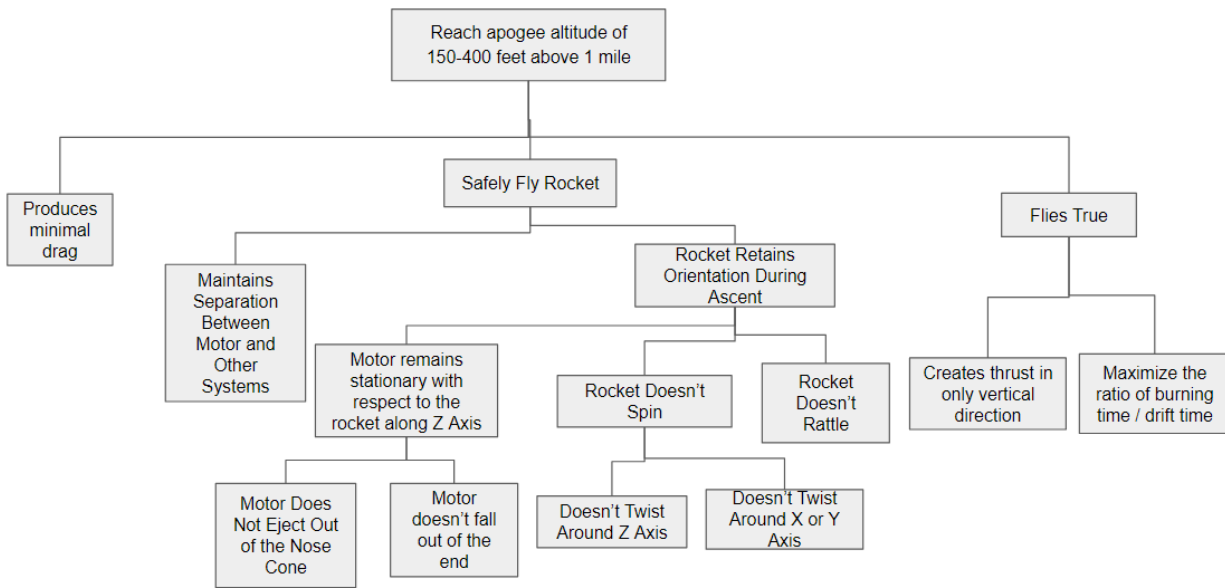 Reach apogee altitude of
150-400 feet above 1 mile
Safely Fly Rocket
Produces
minimal
drag
Flies True
Maintains
Separation
Between
Motor and
Other
Systems
Rocket Retains
Orientation During
Ascent
Motor remains
stationary with
respect to the
rocket along Z Axis
Rocket Doesn't
Spin
Rocket
Doesn't
Rattle
Creates thrust in
only vertical
direction
Maximize the
ratio of burning
time / drift time
Motor Does
Not Eject Out
of the Nose
Cone
Motor
doesn't fall
out of the
end
Doesn't Twist
Around Z Axis
Doesn't Twist
Around X or Y
Axis